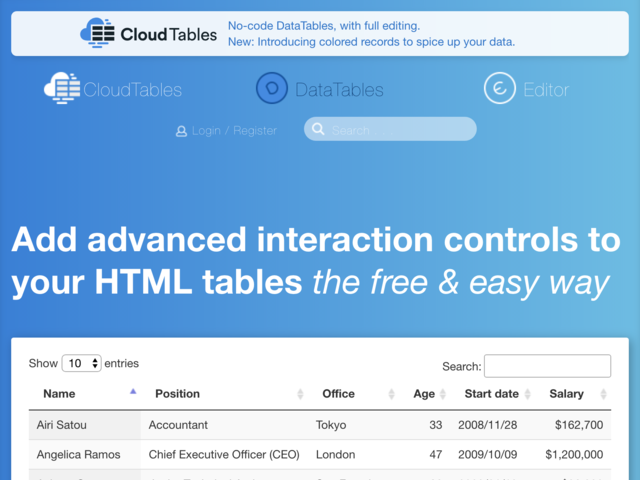 CloudTables
No-code DataTables, with full editing.
New: Introducing colored records to spice up your data.
CloudTables
DataTables
Editor
Login / Register
Search
Add advanced interaction controls to
your HTML tables the free & easy way
Show 10 entries
Search:
Name Position Office Age Start date Salary
Airi Satou Accountant Tokyo 33 2008/11/28 $162,700
Angelica Ramos Chief Executive Officer (CEO) London 47 2009/10/09 $1,200,000